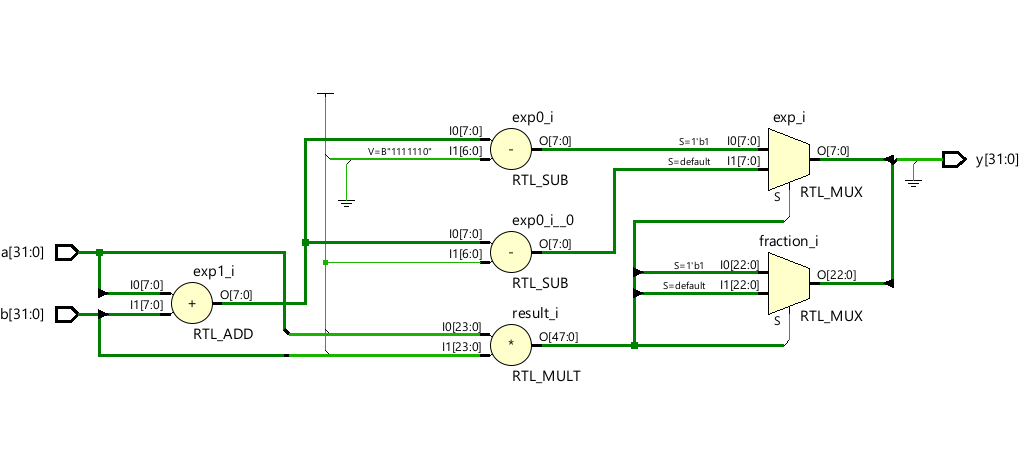 exp0_i
exp_i
I0[7:0]
O[7:0]
V=B"1111110"
I1[6:0]
-
S=1'b1
I0[7:0]
O[7:0]
S=default
I1[7:0]
y[31:0]
RTL_SUB
S
RTL_MUX
exp0_i__0
I0[7:0]
O[7:0]
I1[6:0]
-
RTL_SUB
fraction_i
a[31:0]
exp1_i
S=1'b1
I0[22:0]
O[22:0]
S=default
I1[22:0]
I0[7:0]
O[7:0]
b[31:0]
I1[7:0]
+
RTL_ADD
S
RTL_MUX
result_i
I0[23:0]
O[47:0]
I1[23:0]
*
RTL_MULT